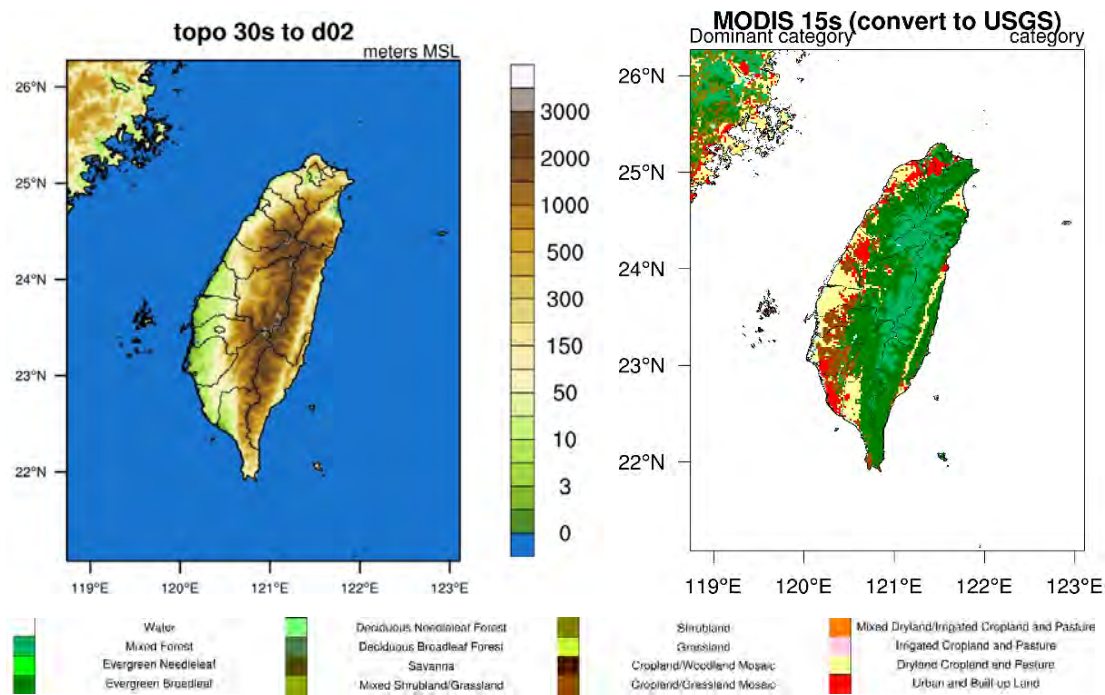 topo 30s to d02
meters MSL
26°N
25°N
24°N
23°N
22°N
119°E 120°E 121°E 122°E 123°E
3000
2000
1000
500
300
150
50
10
3
0
MODIS 15s (convert to USGS)
Dominant category category
26°N
25°N
24°N
23°N
22°N
119°E 120°E 121°E 122°E 123°E
Water Deciduous Needleleaf Forest Shrubland Mixed Dryland/Irrigated Cropland and Pasture
Mixed Forest Deciduous Broadleaf Forest Grassland Irrigated Cropland and Pasture
Evergreen Needleleaf Savanna Cropland/Woodland Mosaic Dryland Cropland and Pasture
Evergreen Broadleaf Mixed Shrubland/Grassland Cropland/Grassland Mosaic Urban and Built-up Land